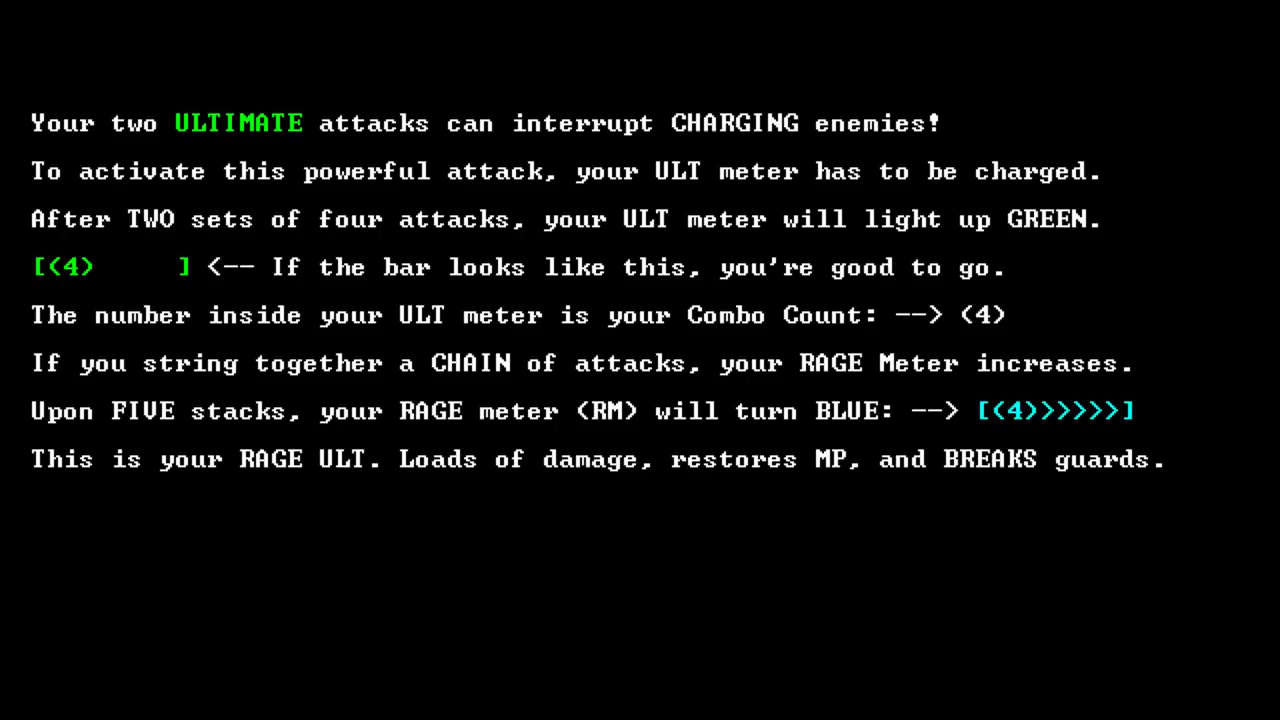 Your two ULTIMATE attacks can interrupt CHARGING enemies!
To activate this powerful attack, your ULT meter has to be charged.
After TWO sets of four attacks, your ULT meter will light up GREEN.
[(4)     ] <-- If the bar looks like this, you're good to go.
The number inside your ULT meter is your Combo Count: --> (4)
If you string together a CHAIN of attacks, your RAGE Meter increases.
Upon FIVE stacks, your RAGE meter (RM) will turn BLUE: --> [(4)>>>>>]
This is your RAGE ULT. Loads of damage, restores MP, and BREAKS guards.